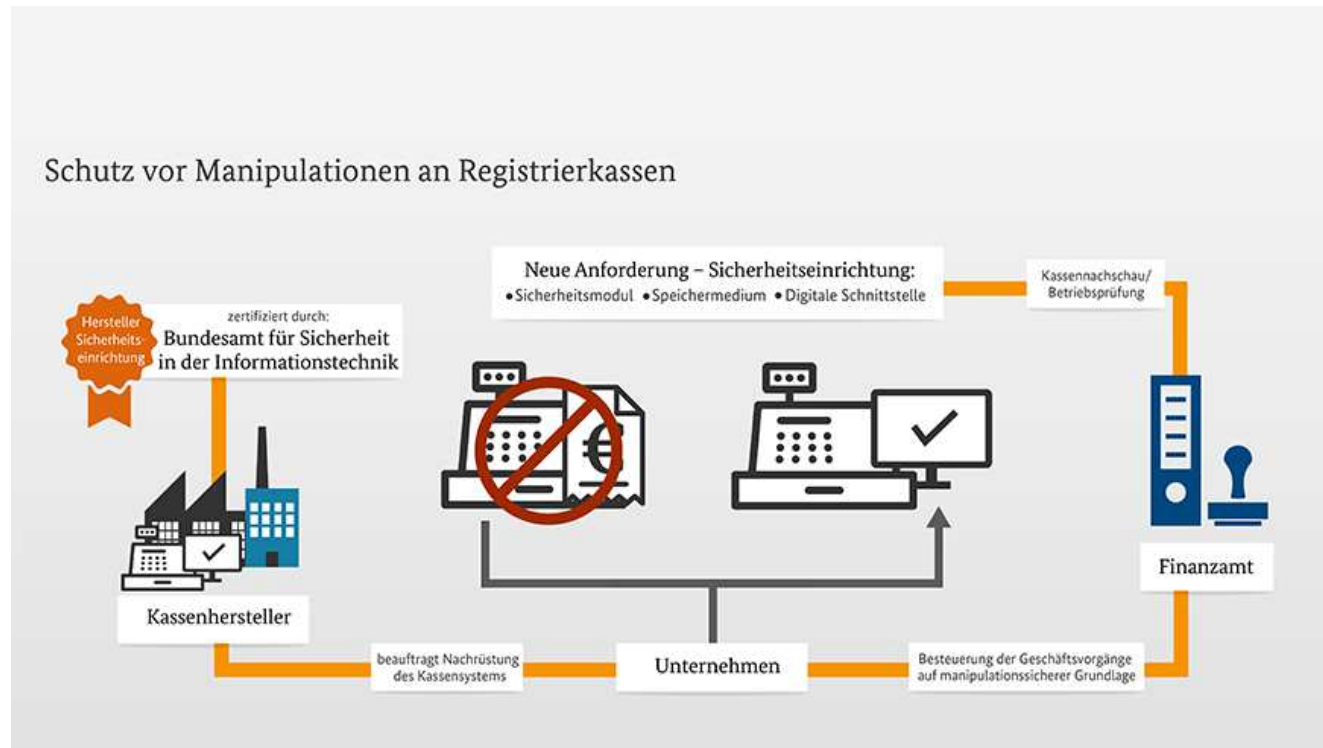 Schutz vor Manipulationen an Registrierkassen
Neue Anforderung – Sicherheitseinrichtung:
• Sicherheitsmodul • Speichermedium • Digitale Schnittstelle
Kassennachschau/
Betriebsprüfung
Hersteller
Sicherheits-
einrichtung
zertifiziert durch:
Bundesamt für Sicherheit
in der Informationstechnik
€
Finanzamt
Kassenhersteller
beauftragt Nachrüstung
des Kassensystems
Unternehmen
Besteuerung der Geschäftsvorgänge
auf manipulationssicherer Grundlage